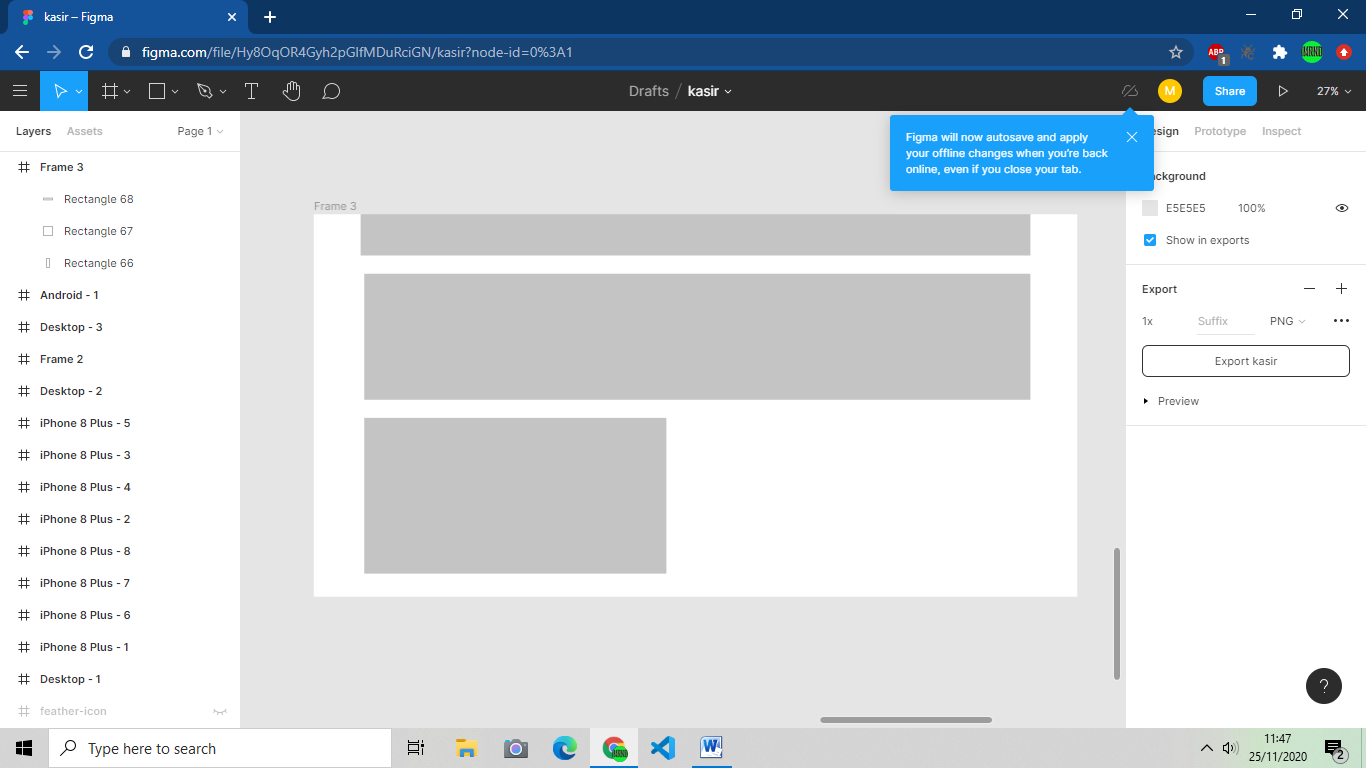 kasir – Figma
figma.com/file/Hy8OqOR4Gyh2pGlfMDuRciGN/kasir?node-id=0%3A1
ABP
1
Drafts / kasir
M
Share
27%
Layers
Assets
Page 1
Figma will now autosave and apply
your offline changes when you're back
online, even if you close your tab.
esign
Prototype
Inspect
Frame 3
Rectangle 68
Rectangle 67
Rectangle 66
Android - 1
Desktop - 3
Frame 2
Desktop - 2
iPhone 8 Plus - 5
iPhone 8 Plus - 3
iPhone 8 Plus - 4
iPhone 8 Plus - 2
iPhone 8 Plus - 8
iPhone 8 Plus - 7
iPhone 8 Plus - 6
iPhone 8 Plus - 1
Desktop - 1
feather-icon
Frame 3
ckground
E5E5E5
100%
Show in exports
Export
1x
Suffix
PNG
Export kasir
Preview
?
Type here to search
11:47
25/11/2020
2